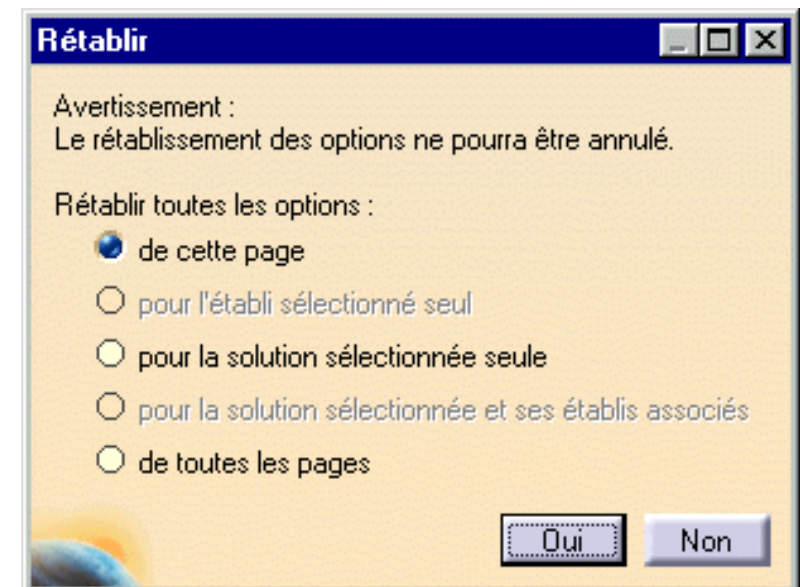 Rétablir
Avertissement :
Le rétablissement des options ne pourra être annulé.
Rétablir toutes les options :
de cette page
pour l'établi sélectionné seul
pour la solution sélectionnée seule
pour la solution sélectionnée et ses établis associés
de toutes les pages
Oui Non